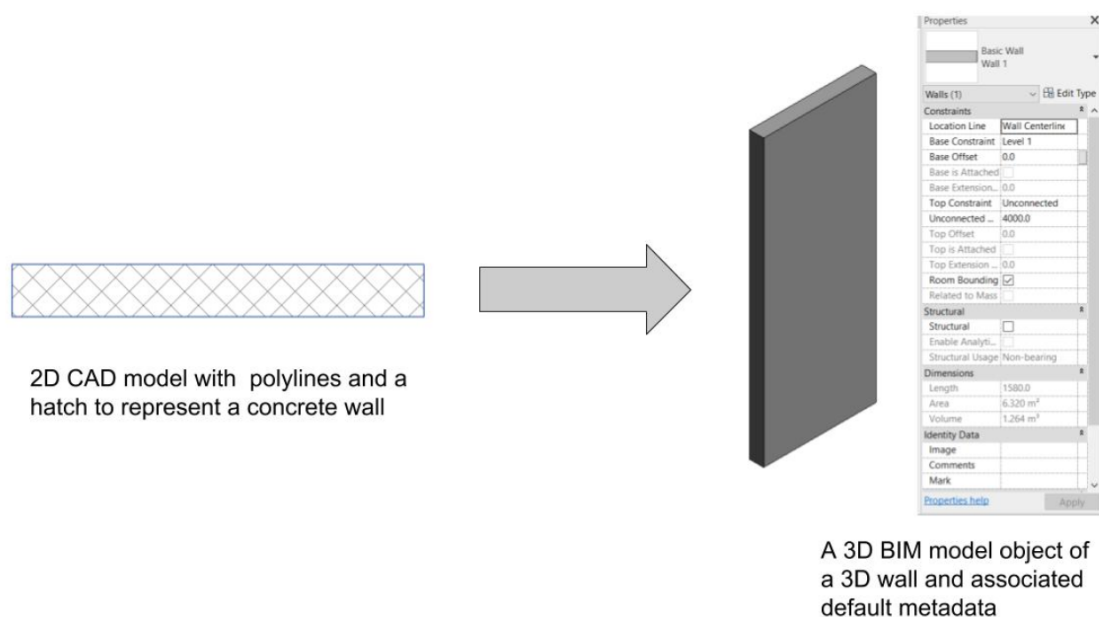 Properties
Basic Wall
Wall 1
Walls (1)
Edit Type
Constraints
Location Line Wall Centerline
Base Constraint Level 1
Base Offset 0.0
Base is Attached
Base Extension... 0.0
Top Constraint Unconnected
Unconnected ... 4000.0
Top Offset 0.0
Top is Attached
Top Extension ... 0.0
Room Bounding
Related to Mass
Structural
Structural
Enable Analyti...
Structural Usage Non-bearing
Dimensions
Length 1580.0
Area 6.320 m²
Volume 1.264 m³
Identity Data
Image
Comments
Mark
Properties help
Apply
2D CAD model with polylines and a
hatch to represent a concrete wall
A 3D BIM model object of
a 3D wall and associated
default metadata